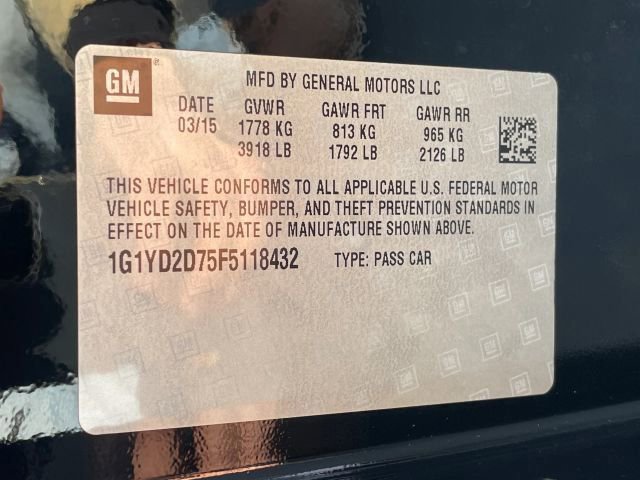 GM
MFD BY GENERAL MOTORS LLC
DATE GVWR GAWR FRT GAWR RR
03/15 1778 KG 813 KG 965 KG
3918 LB 1792 LB 2126 LB
THIS VEHICLE CONFORMS TO ALL APPLICABLE U.S. FEDERAL MOTOR
VEHICLE SAFETY, BUMPER, AND THEFT PREVENTION STANDARDS IN
EFFECT ON THE DATE OF MANUFACTURE SHOWN ABOVE.
1G1YD2D75F5118432 TYPE: PASS CAR